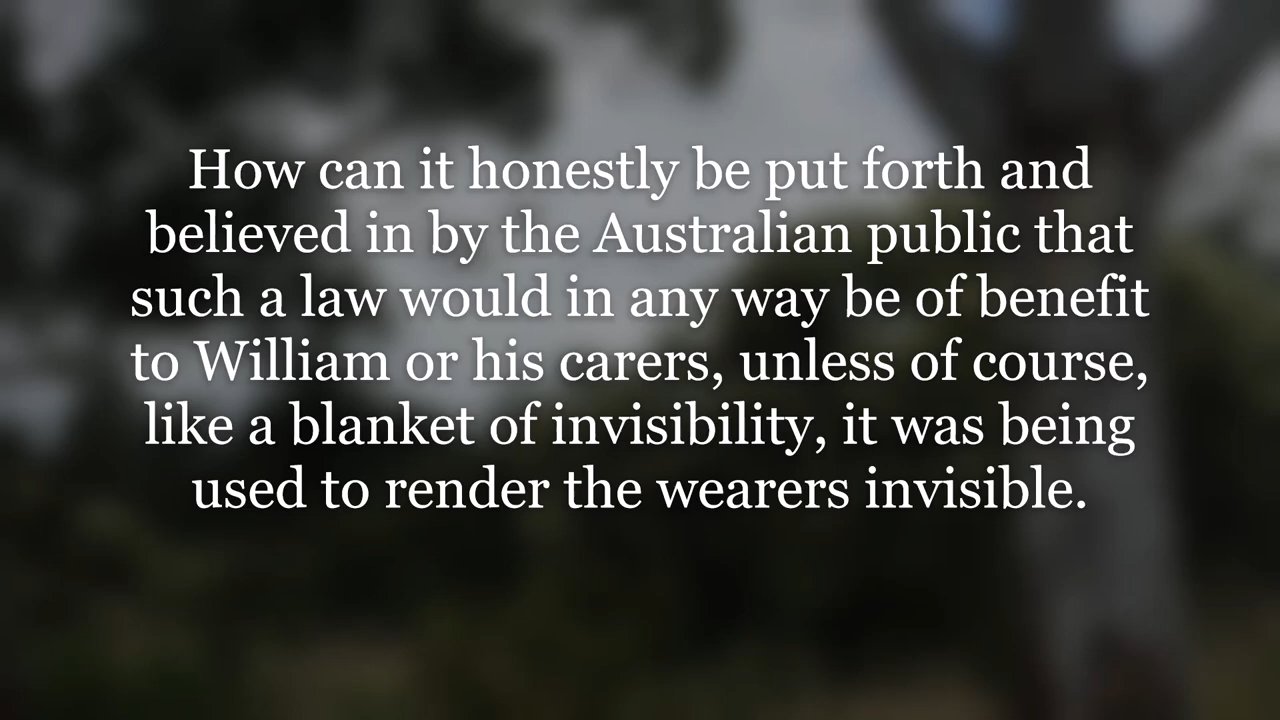 How can it honestly be put forth and
believed in by the Australian public that
such a law would in any way be of benefit
to William or his carers, unless of course,
like a blanket of invisibility, it was being
used to render the wearers invisible.